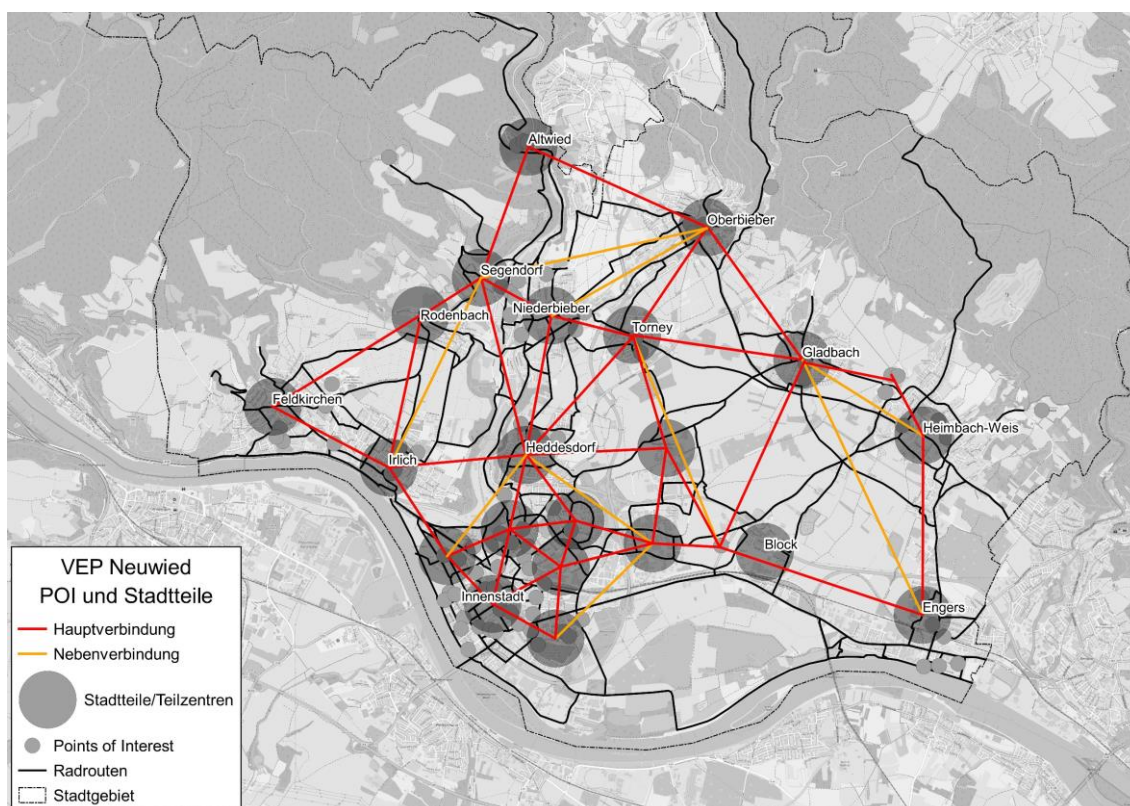 Altwied
Oberbieber
Segendorf
Niederbieber
Rodenbach
Torney
Gladbach
Feldkirchen
Heimbach-Weis
Heddesdorf
Irlich
Block
Innenstadt
Engers
VEP Neuwied
POI und Stadtteile
Hauptverbindung
Nebenverbindung
Stadtteile/Teilzentren
Points of Interest
Radrouten
Stadtgebiet